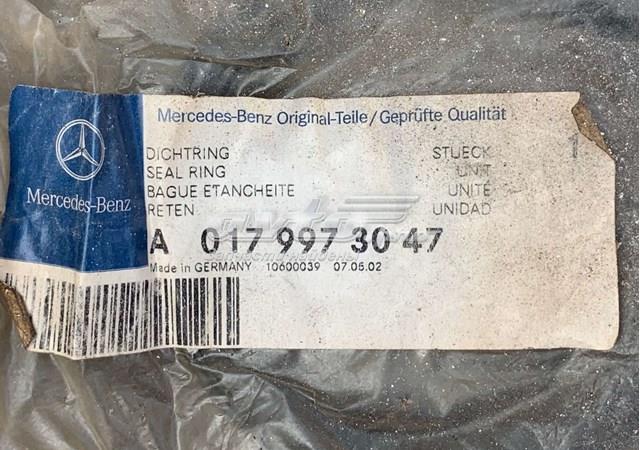 Mercedes-Benz Original-Teile/Geprüfte Qualität
Mercedes-Benz
DICHTRING STUECK 1
SEAL RING UNIT
BAGUE ETANCHEITE UNITÉ
RETEN UNIDAD
A 017 997 30 47
Made in GERMANY 10600039 07.05.02